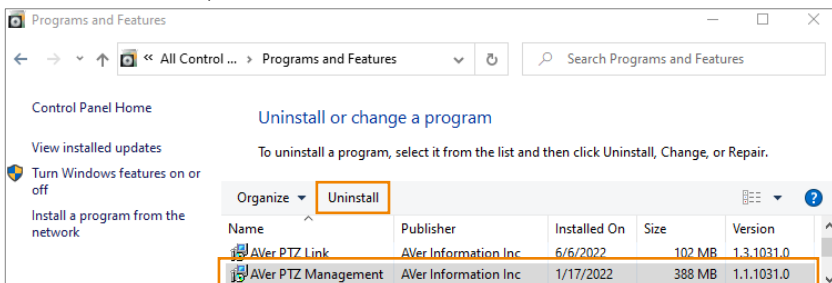 Programs and Features
« All Control ... › Programs and Features
Search Programs and Features
Control Panel Home
Uninstall or change a program
View installed updates
To uninstall a program, select it from the list and then click Uninstall, Change, or Repair.
Turn Windows features on or
off
Install a program from the
network
Organize Uninstall
Name Publisher Installed On Size Version
AVer PTZ Link AVer Information Inc 6/6/2022 102 MB 1.3.1031.0
AVer PTZ Management AVer Information Inc 1/17/2022 388 MB 1.1.1031.0